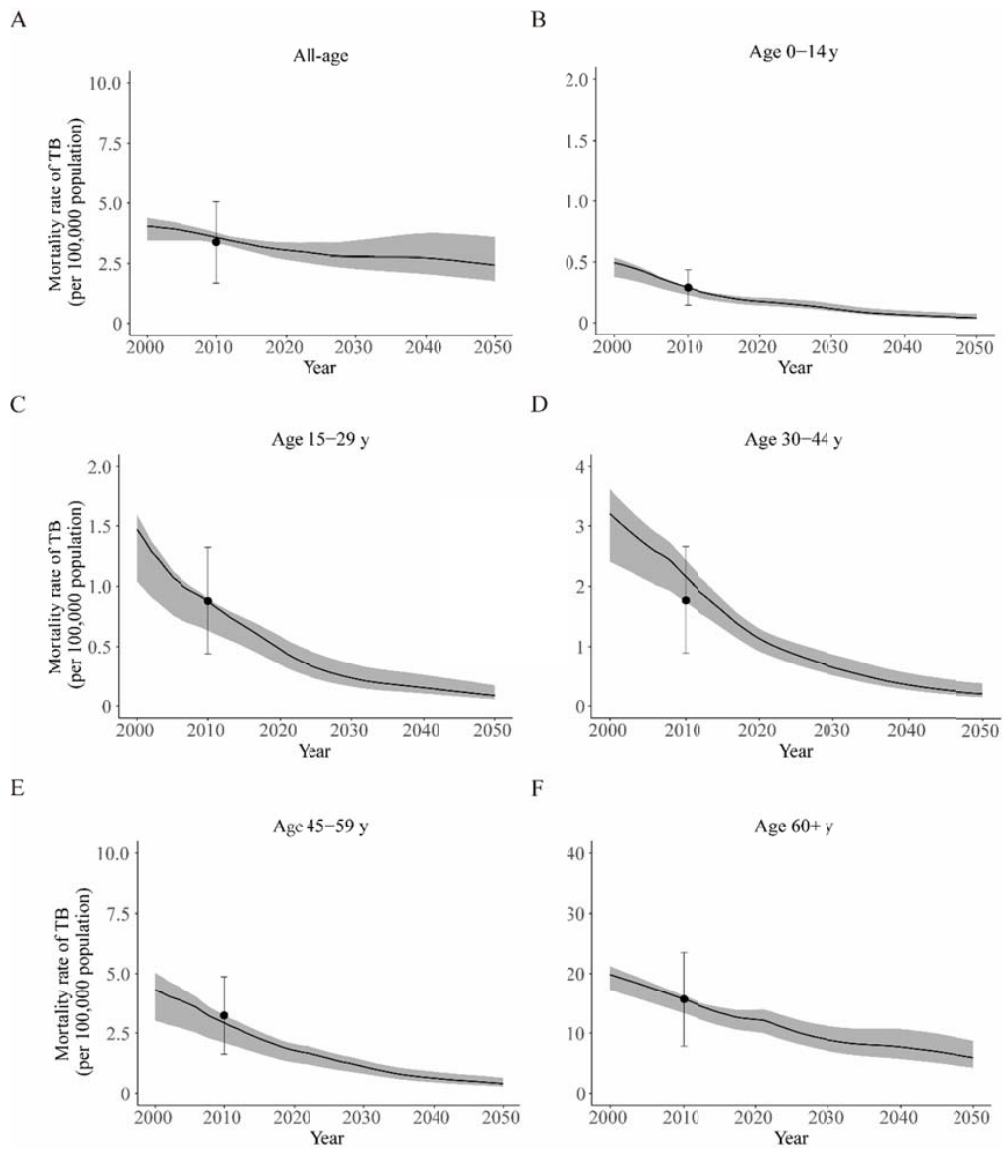 A
All-age
Mortality rate of TB
(per 100,000 population)
10.0
7.5
5.0
2.5
0
2000 2010 2020 2030 2040 2050
Year
B
Age 0−14 y
2.0
1.5
1.0
0.5
0
2000 2010 2020 2030 2040 2050
Year
C
Age 15−29 y
Mortality rate of TB
(per 100,000 population)
2.0
1.5
1.0
0.5
0
2000 2010 2020 2030 2040 2050
Year
D
Age 30−44 y
4
3
2
1
0
2000 2010 2020 2030 2040 2050
Year
E
Age 45−59 y
Mortality rate of TB
(per 100,000 population)
10.0
7.5
5.0
2.5
0
2000 2010 2020 2030 2040 2050
Year
F
Age 60+ y
40
30
20
10
0
2000 2010 2020 2030 2040 2050
Year